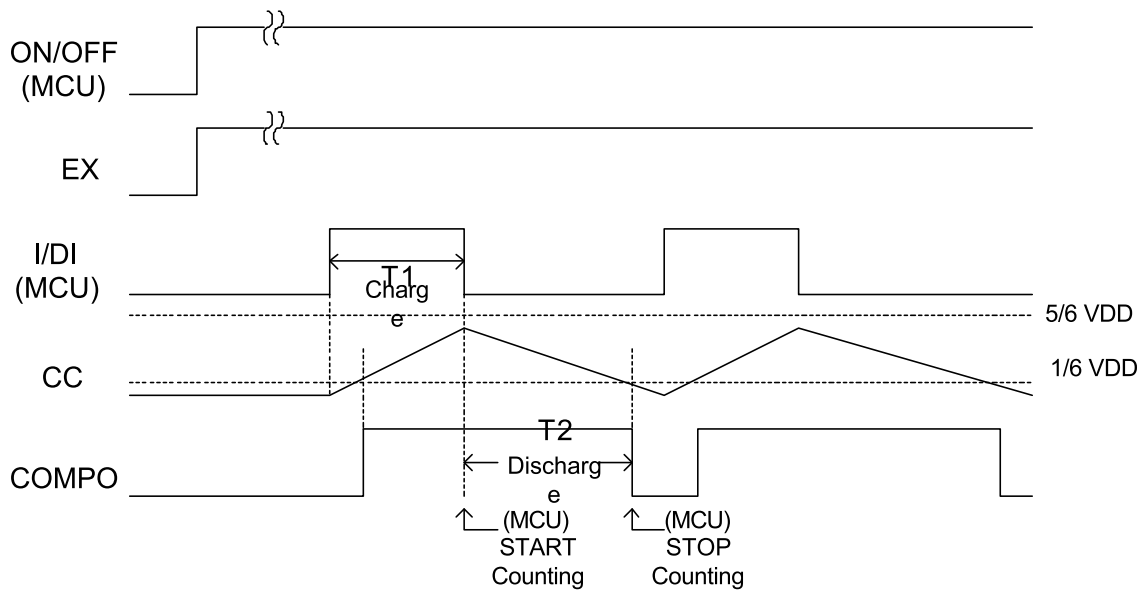 ON/OFF
(MCU)
EX
I/DI
(MCU)
T1
Charg
e
5/6 VDD
CC
1/6 VDD
COMPO
T2
Discharg
e
(MCU)
START
Counting
(MCU)
STOP
Counting